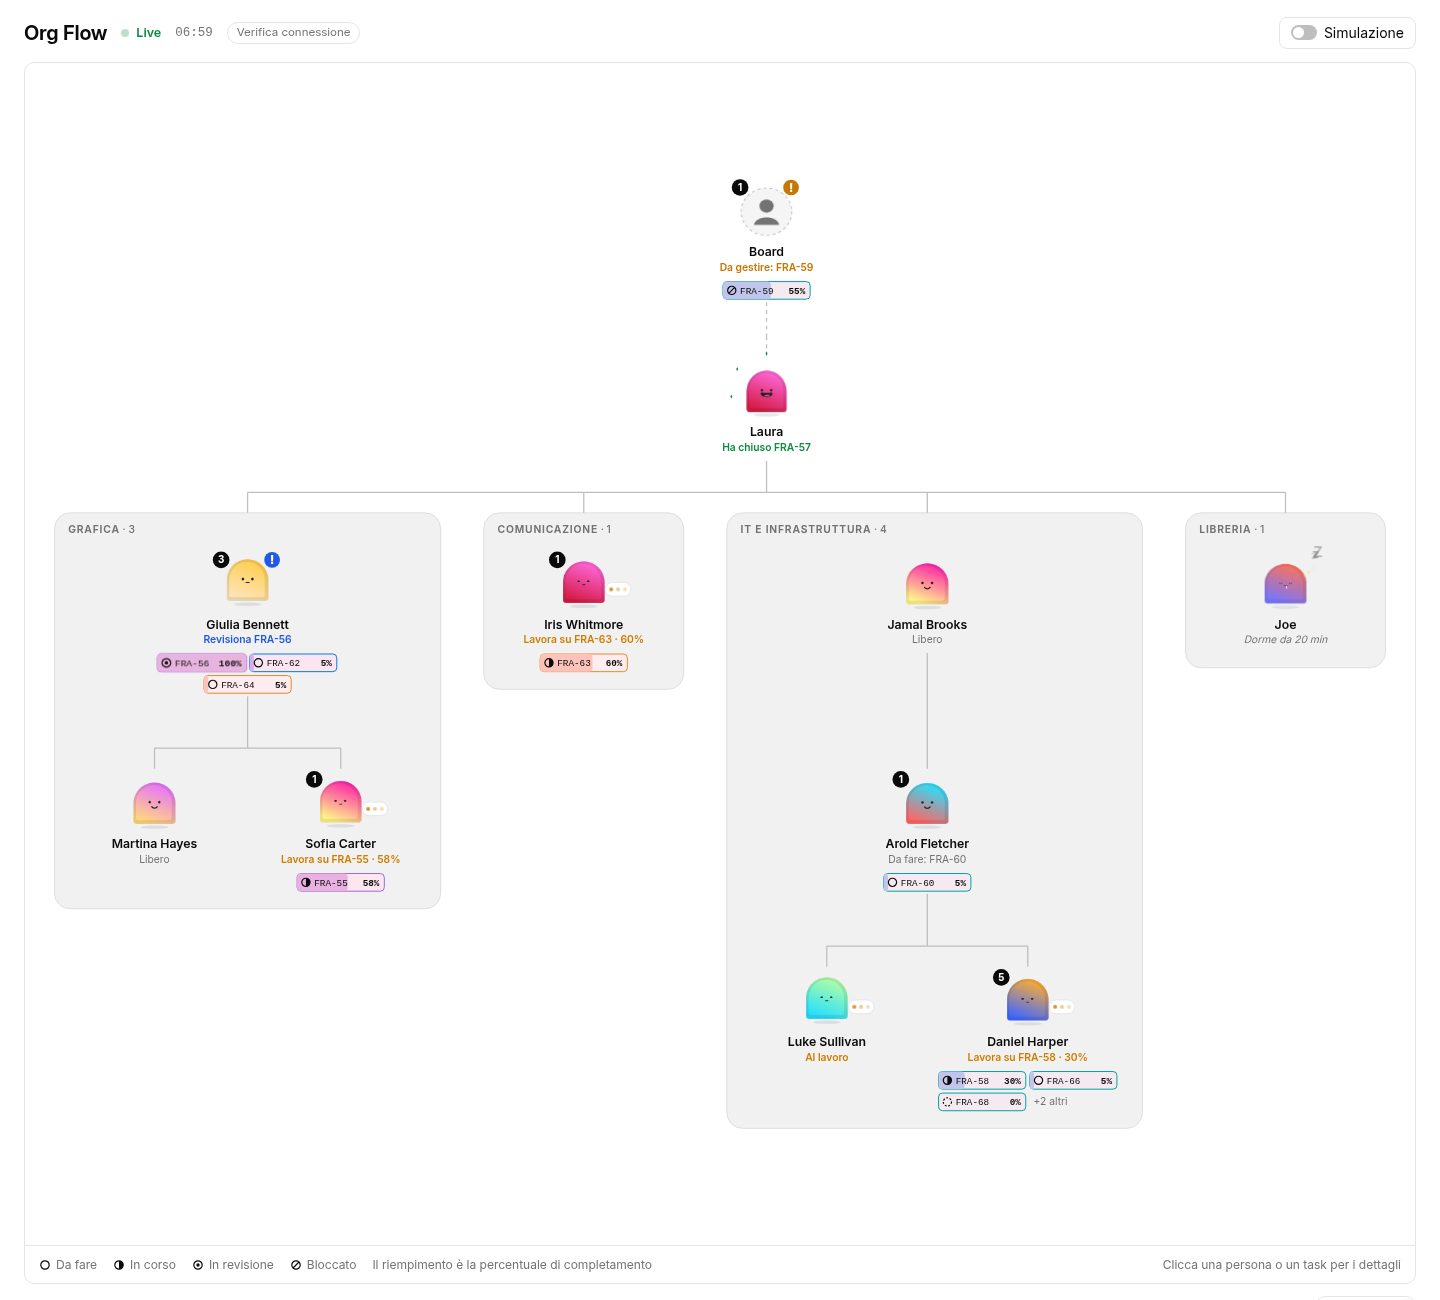 Org Flow
Live
06:59
Verifica connessione
Simulazione
1
!
Board
Da gestire: FRA-59
FRA-59 55%
Laura
Ha chiuso FRA-57
GRAFICA · 3
3
!
Giulia Bennett
Revisiona FRA-56
FRA-56 100%
FRA-62 5%
FRA-64 5%
Martina Hayes
Libero
1
Sofia Carter
Lavora su FRA-55 · 58%
FRA-55 58%
COMUNICAZIONE · 1
1
Iris Whitmore
Lavora su FRA-63 · 60%
FRA-63 60%
IT E INFRASTRUTTURA · 4
Jamal Brooks
Libero
1
Arold Fletcher
Da fare: FRA-60
FRA-60 5%
Luke Sullivan
Al lavoro
5
Daniel Harper
Lavora su FRA-58 · 30%
FRA-58 30%
FRA-66 5%
FRA-68 0%
+2 altri
LIBRERIA · 1
Z
Joe
Dorme da 20 min
Da fare
In corso
In revisione
Bloccato
Il riempimento è la percentuale di completamento
Clicca una persona o un task per i dettagli